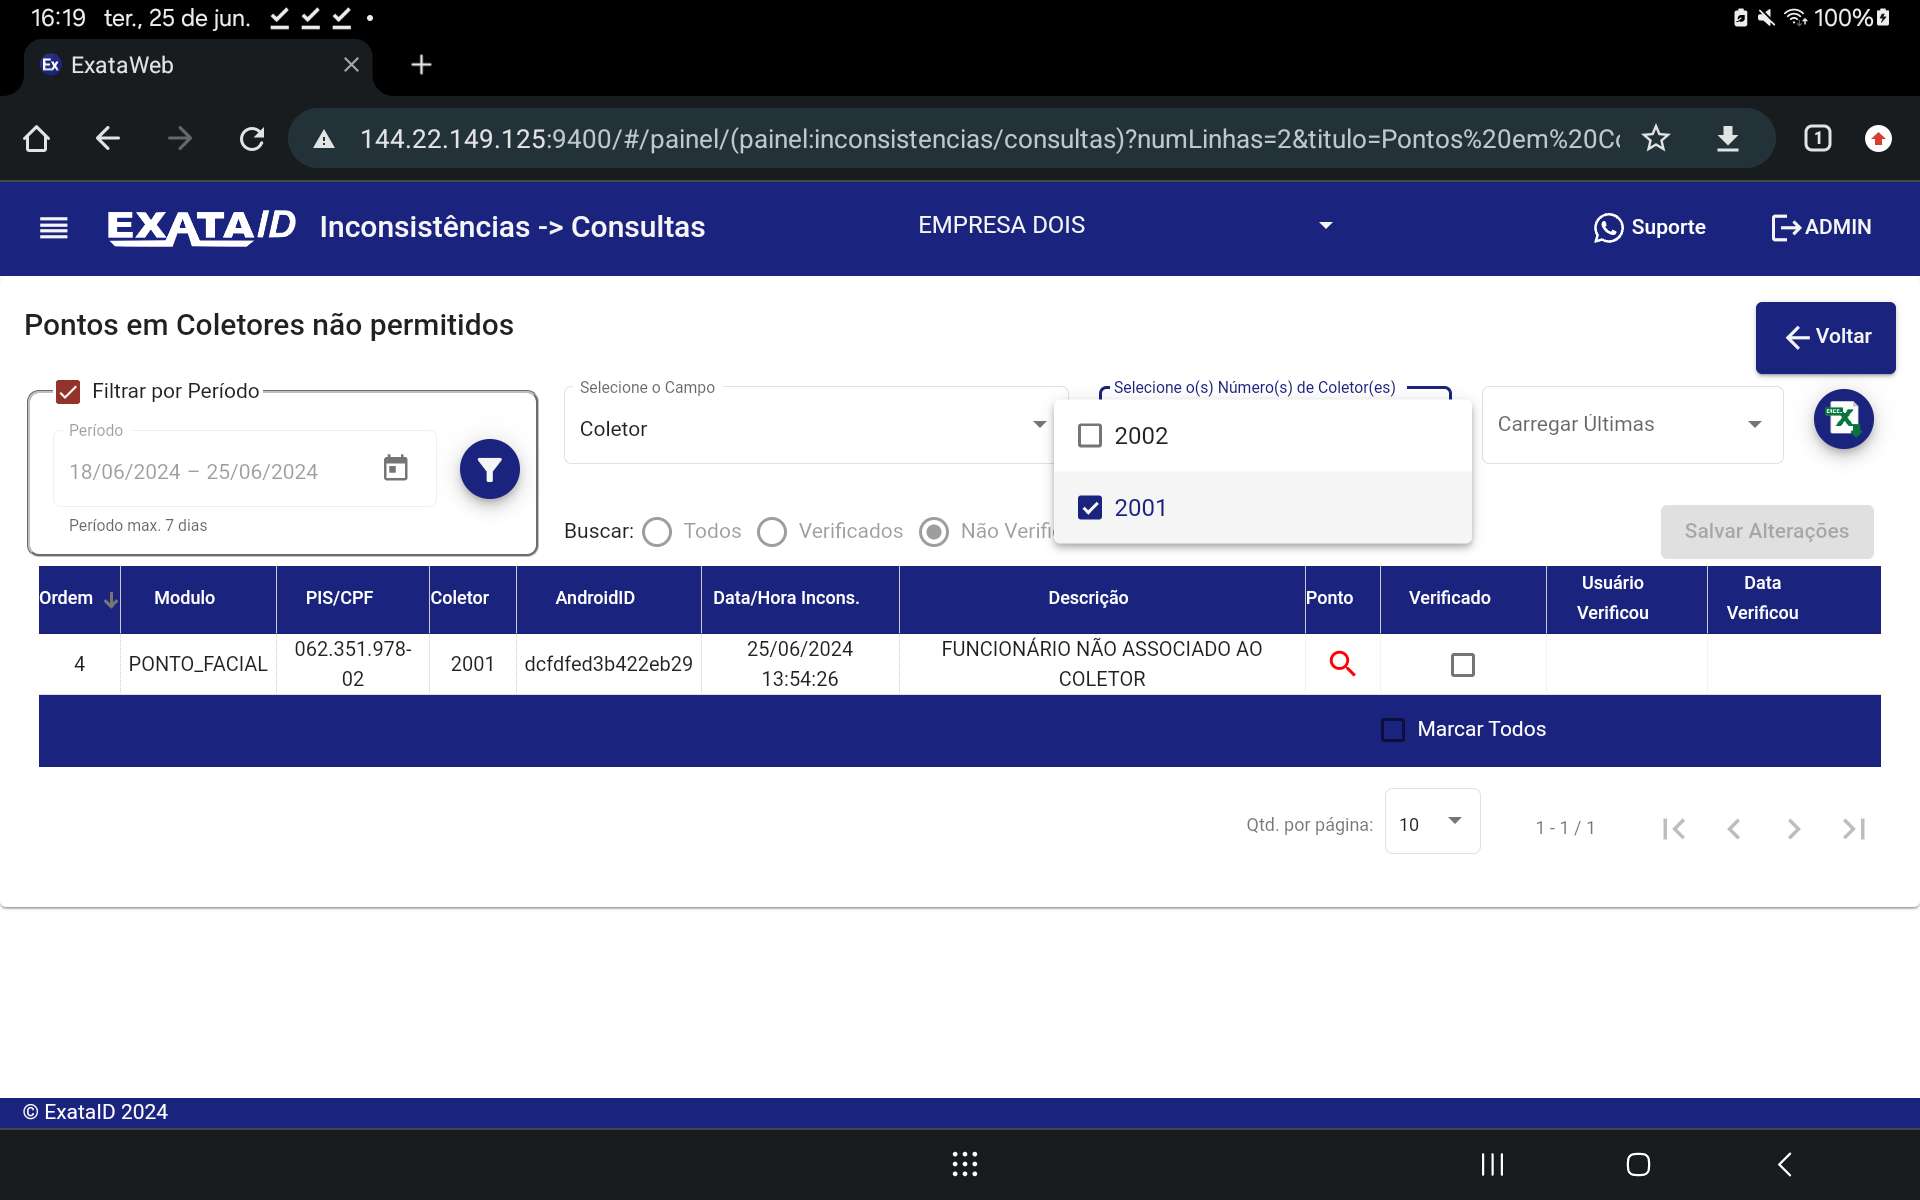 16:19 ter., 25 de jun.
100%
Ex ExataWeb
144.22.149.125:9400/#/painel/(painel:inconsistencias/consultas)?numLinhas=2&titulo=Pontos%20em%20Co
1
EXATAID Inconsistências -> Consultas
EMPRESA DOIS
Suporte
ADMIN
Pontos em Coletores não permitidos
Voltar
Filtrar por Período
Período
18/06/2024 – 25/06/2024
Período max. 7 dias
Selecione o Campo
Coletor
Selecione o(s) Número(s) de Coletor(es)
2002
2001
Carregar Últimas
Buscar: Todos Verificados Não Verifi
Salvar Alterações
Ordem Modulo PIS/CPF Coletor AndroidID Data/Hora Incons. Descrição Ponto Verificado Usuário Verificou Data Verificou
4 PONTO_FACIAL 062.351.978-02 2001 dcfdfed3b422eb29 25/06/2024 13:54:26 FUNCIONÁRIO NÃO ASSOCIADO AO COLETOR
Marcar Todos
Qtd. por página: 10 1 - 1 / 1
© ExataID 2024